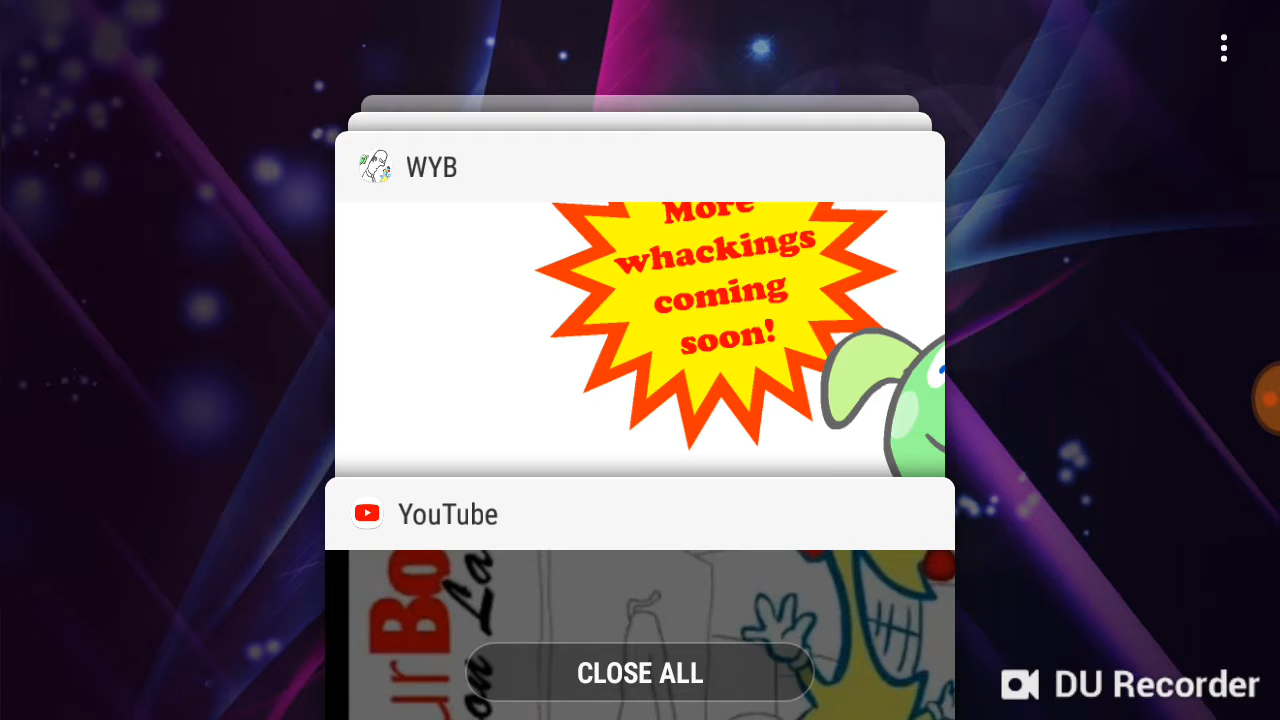 WYB
More
whackings
coming
soon!
YouTube
CLOSE ALL
DU Recorder